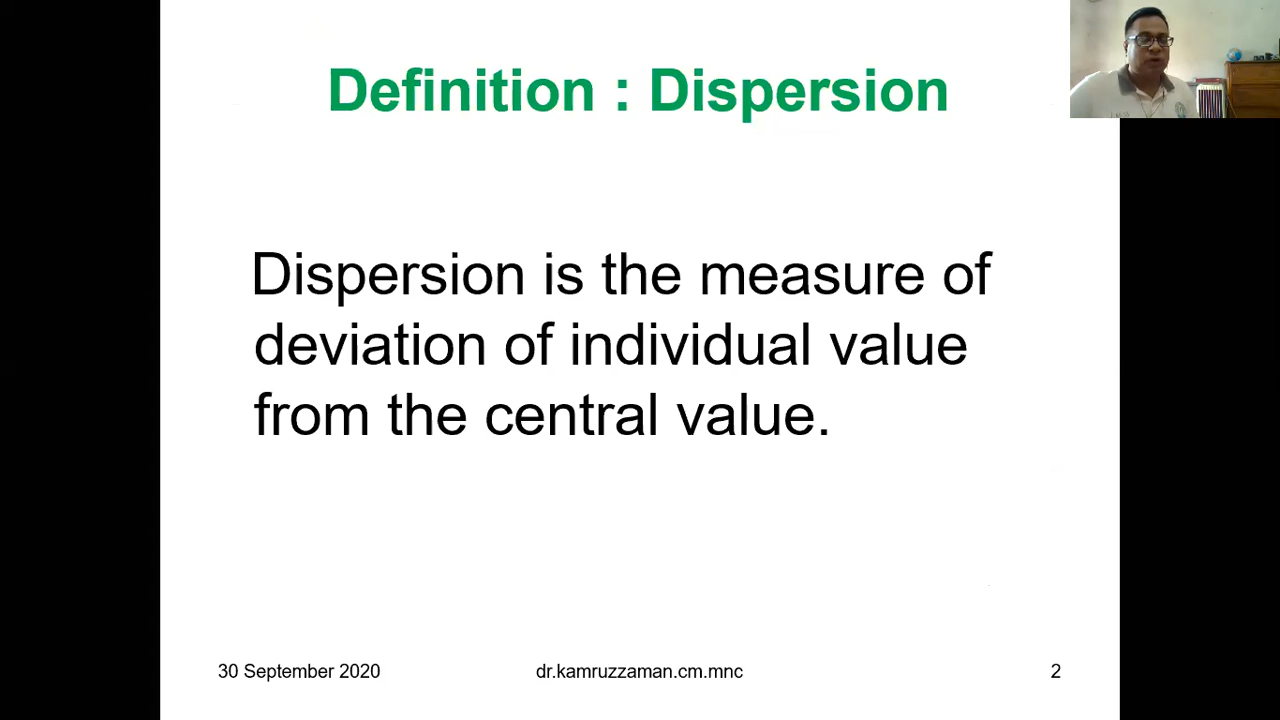 Definition : Dispersion
Dispersion is the measure of
deviation of individual value
from the central value.
30 September 2020
dr.kamruzzaman.cm.mnc
2